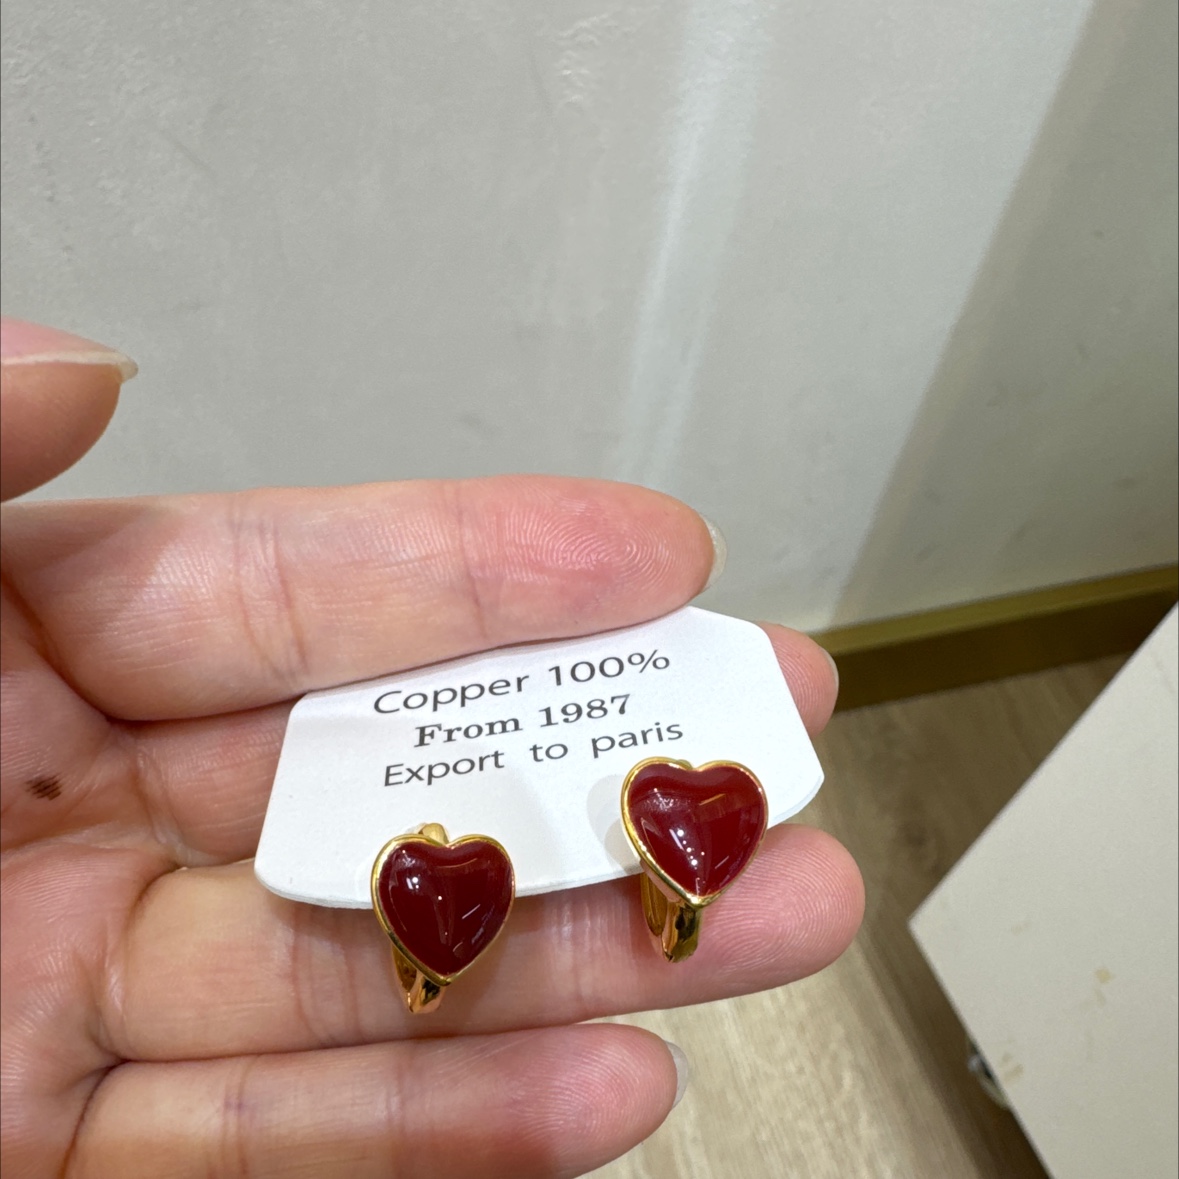 Copper 100%
From 1987
Export to paris